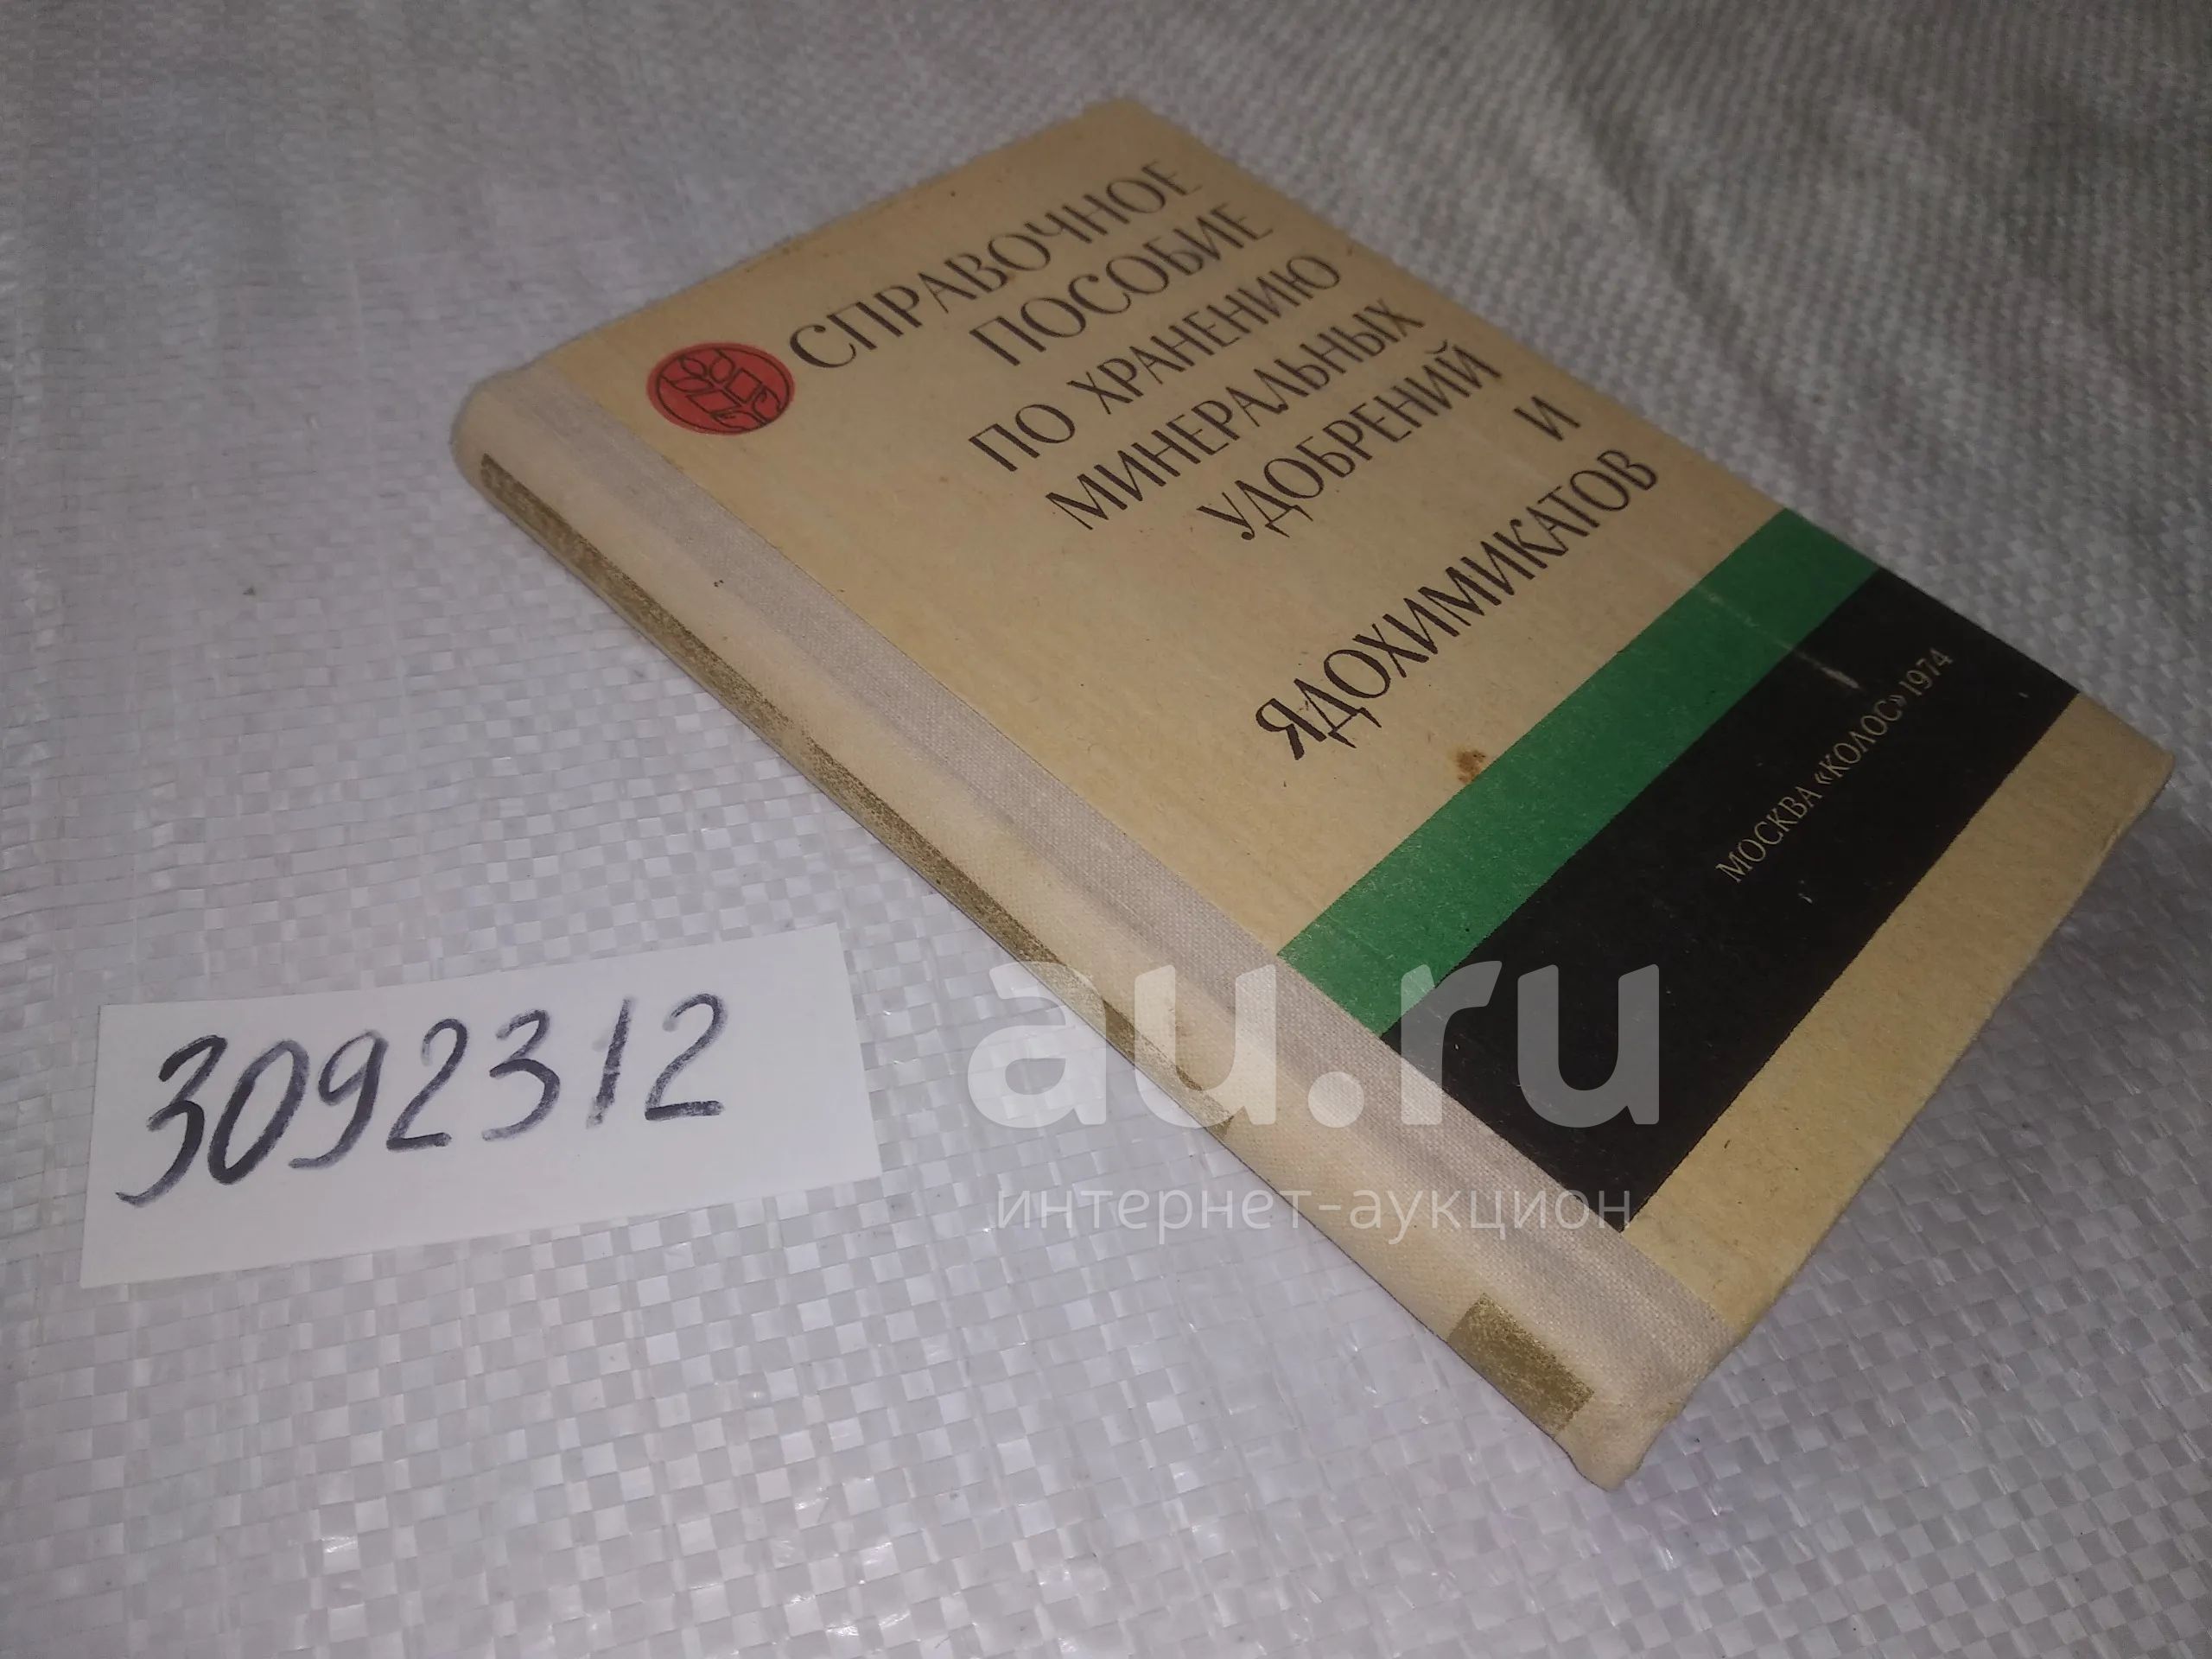 СПРАВОЧНОЕ
ПОСОБИЕ
ПО ХРАНЕНИЮ
МИНЕРАЛЬНЫХ
УДОБРЕНИЙ
И
ЯДОХИМИКАТОВ
МОСКВА «КОЛОС» 1974
3092312
au.ru
интернет-аукцион